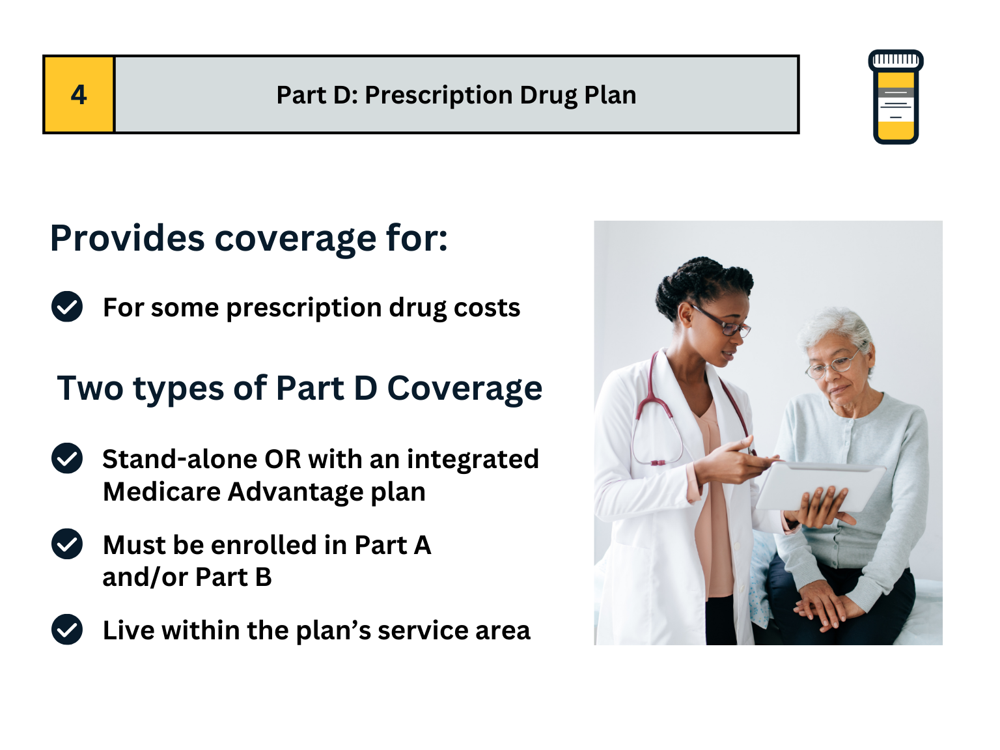 4
Part D: Prescription Drug Plan
Provides coverage for:
For some prescription drug costs
Two types of Part D Coverage
Stand-alone OR with an integrated
Medicare Advantage plan
Must be enrolled in Part A
and/or Part B
Live within the plan’s service area